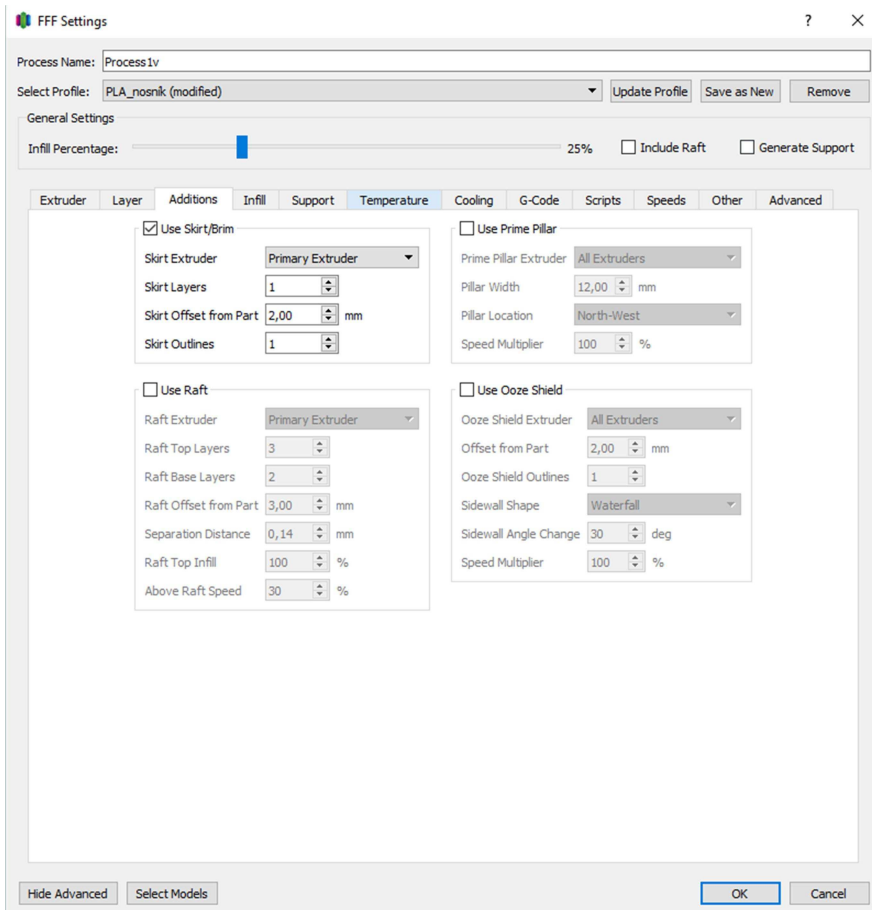 FFF Settings
?
Process Name: Process1v
Select Profile: PLA_nosník (modified) Update Profile Save as New Remove
General Settings
Infill Percentage: 25% Include Raft Generate Support
Extruder Layer Additions Infill Support Temperature Cooling G-Code Scripts Speeds Other Advanced
Use Skirt/Brim
Skirt Extruder Primary Extruder
Skirt Layers 1
Skirt Offset from Part 2,00 mm
Skirt Outlines 1
Use Prime Pillar
Prime Pillar Extruder All Extruders
Pillar Width 12,00 mm
Pillar Location North-West
Speed Multiplier 100 %
Use Raft
Raft Extruder Primary Extruder
Raft Top Layers 3
Raft Base Layers 2
Raft Offset from Part 3,00 mm
Separation Distance 0,14 mm
Raft Top Infill 100 %
Above Raft Speed 30 %
Use Ooze Shield
Ooze Shield Extruder All Extruders
Offset from Part 2,00 mm
Ooze Shield Outlines 1
Sidewall Shape Waterfall
Sidewall Angle Change 30 deg
Speed Multiplier 100 %
Hide Advanced Select Models OK Cancel